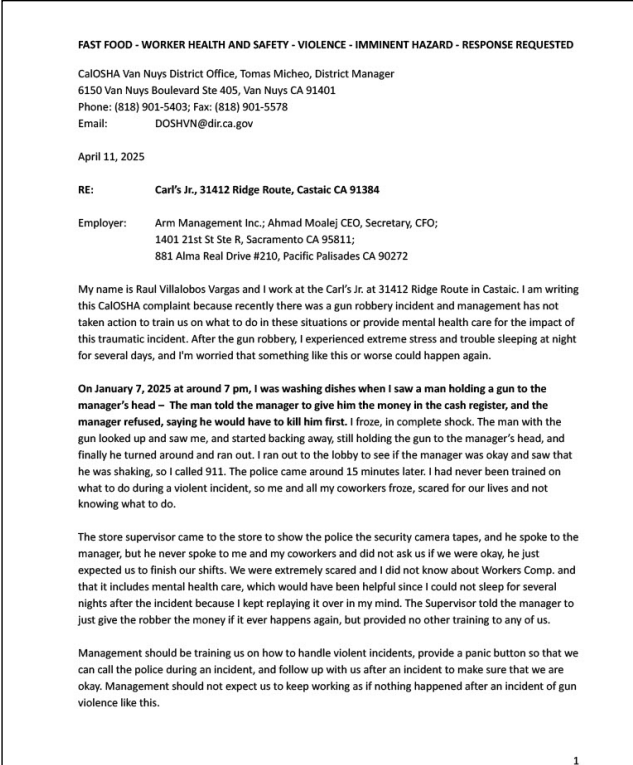 FAST FOOD - WORKER HEALTH AND SAFETY - VIOLENCE - IMMINENT HAZARD - RESPONSE REQUESTED
CalOSHA Van Nuys District Office, Tomas Micheo, District Manager
6150 Van Nuys Boulevard Ste 405, Van Nuys CA 91401
Phone: (818) 901-5403; Fax: (818) 901-5578
Email: DOSHVN@dir.ca.gov
April 11, 2025
RE: Carl's Jr., 31412 Ridge Route, Castaic CA 91384
Employer: Arm Management Inc.; Ahmad Moalej CEO, Secretary, CFO;
1401 21st St Ste R, Sacramento CA 95811;
881 Alma Real Drive #210, Pacific Palisades CA 90272
My name is Raul Villalobos Vargas and I work at the Carl's Jr. at 31412 Ridge Route in Castaic. I am writing
this CalOSHA complaint because recently there was a gun robbery incident and management has not
taken action to train us on what to do in these situations or provide mental health care for the impact of
this traumatic incident. After the gun robbery, I experienced extreme stress and trouble sleeping at night
for several days, and I'm worried that something like this or worse could happen again.
On January 7, 2025 at around 7 pm, I was washing dishes when I saw a man holding a gun to the
manager's head – The man told the manager to give him the money in the cash register, and the
manager refused, saying he would have to kill him first. I froze, in complete shock. The man with the
gun looked up and saw me, and started backing away, still holding the gun to the manager's head, and
finally he turned around and ran out. I ran out to the lobby to see if the manager was okay and saw that
he was shaking, so I called 911. The police came around 15 minutes later. I had never been trained on
what to do during a violent incident, so me and all my coworkers froze, scared for our lives and not
knowing what to do.
The store supervisor came to the store to show the police the security camera tapes, and he spoke to the
manager, but he never spoke to me and my coworkers and did not ask us if we were okay, he just
expected us to finish our shifts. We were extremely scared and I did not know about Workers Comp. and
that it includes mental health care, which would have been helpful since I could not sleep for several
nights after the incident because I kept replaying it over in my mind. The Supervisor told the manager to
just give the robber the money if it ever happens again, but provided no other training to any of us.
Management should be training us on how to handle violent incidents, provide a panic button so that we
can call the police during an incident, and follow up with us after an incident to make sure that we are
okay. Management should not expect us to keep working as if nothing happened after an incident of gun
violence like this.
1